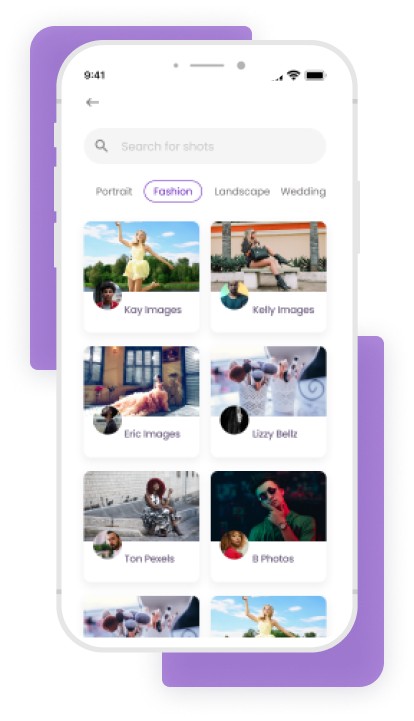 9:41
Search for shots
Portrait Fashion Landscape Wedding
Kay Images Kelly Images
Eric Images Lizzy Bellz
Ton Pexels B Photos